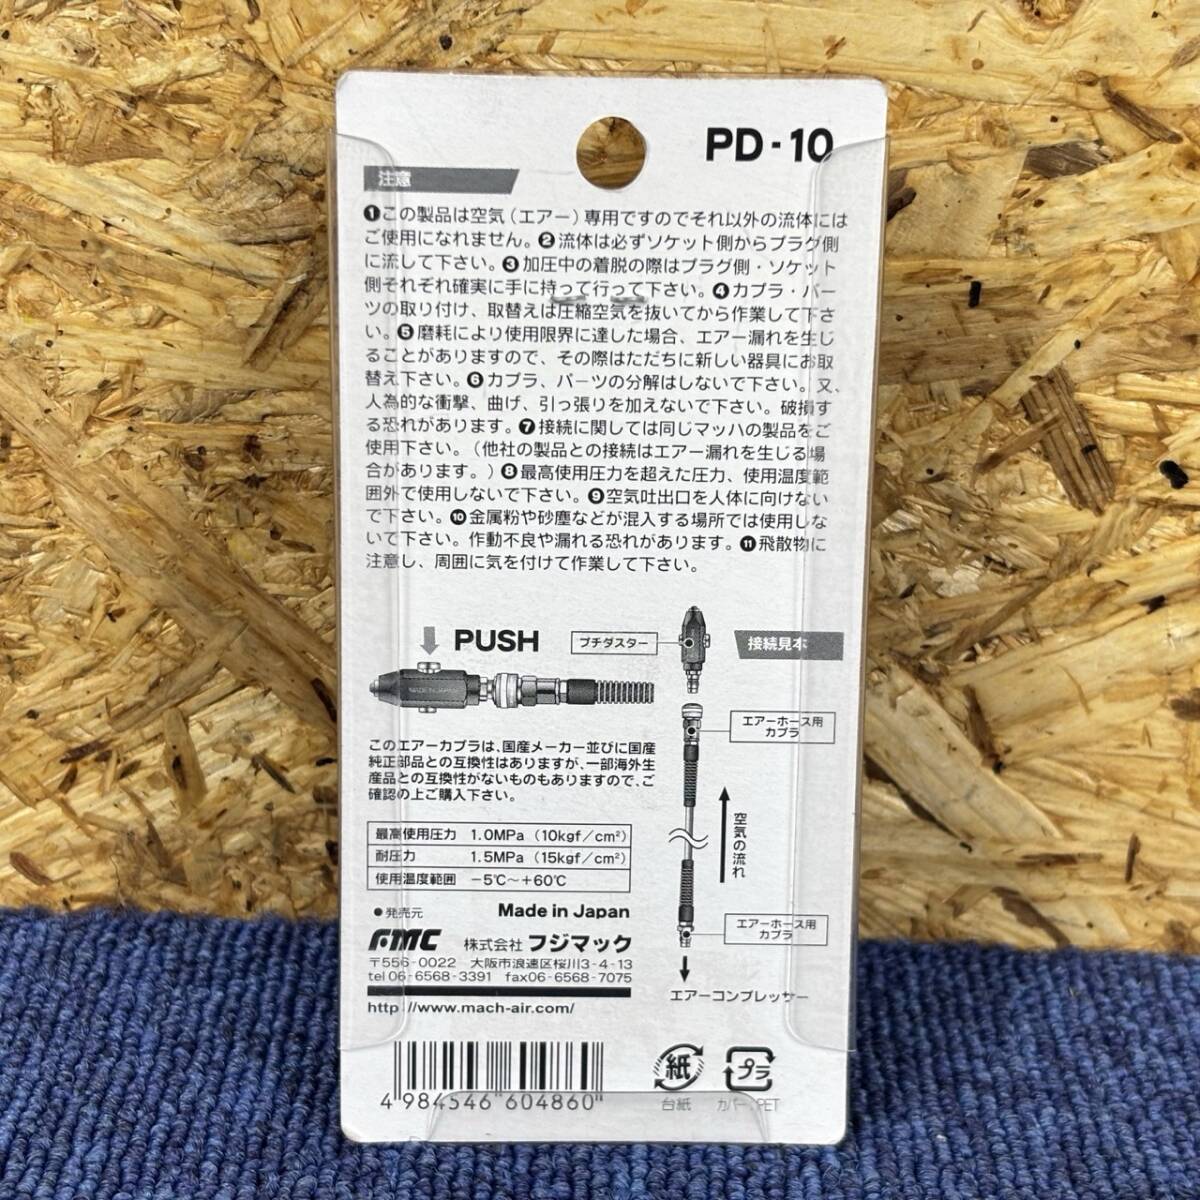 PD-10
注意
❶この製品は空気（エアー）専用ですのでそれ以外の流体には
ご使用になれません。❷流体は必ずソケット側からプラグ側
に流して下さい。❸加圧中の着脱の際はプラグ側・ソケット
側それぞれ確実に手に持って行って下さい。❹カプラ・パー
ツの取り付け、取替えは圧縮空気を抜いてから作業して下さ
い。❺磨耗により使用限界に達した場合、エアー漏れを生じ
ることがありますので、その際はただちに新しい器具にお取
替え下さい。❻カプラ、パーツの分解はしないで下さい。又、
人為的な衝撃、曲げ、引っ張りを加えないで下さい。破損す
る恐れがあります。❼接続に関しては同じマッハの製品をご
使用下さい。（他社の製品との接続はエアー漏れを生じる場
合があります。）❽最高使用圧力を超えた圧力、使用温度範
囲外で使用しないで下さい。❾空気吐出口を人体に向けない
で下さい。❿金属粉や砂塵などが混入する場所では使用しな
いで下さい。作動不良や漏れる恐れがあります。⓫飛散物に
注意し、周囲に気を付けて作業して下さい。
PUSH
MADE IN JAPAN
プチダスター
接続見本
エアーホース用
カプラ
空気の流れ
エアーホース用
カプラ
エアーコンプレッサー
このエアーカプラは、国産メーカー並びに国産
純正部品との互換性はありますが、一部海外生
産品との互換性がないものもありますので、ご
確認の上ご購入下さい。
最高使用圧力 1.0MPa（10kgf／cm²）
耐圧力 1.5MPa（15kgf／cm²）
使用温度範囲 −5℃〜＋60℃
●発売元 Made in Japan
FMC 株式会社 フジマック
〒556-0022 大阪市浪速区桜川3-4-13
tel 06-6568-3391 fax06-6568-7075
http://www.mach-air.com/
4 984546 604860
紙
台紙
プラ
カバー:PET